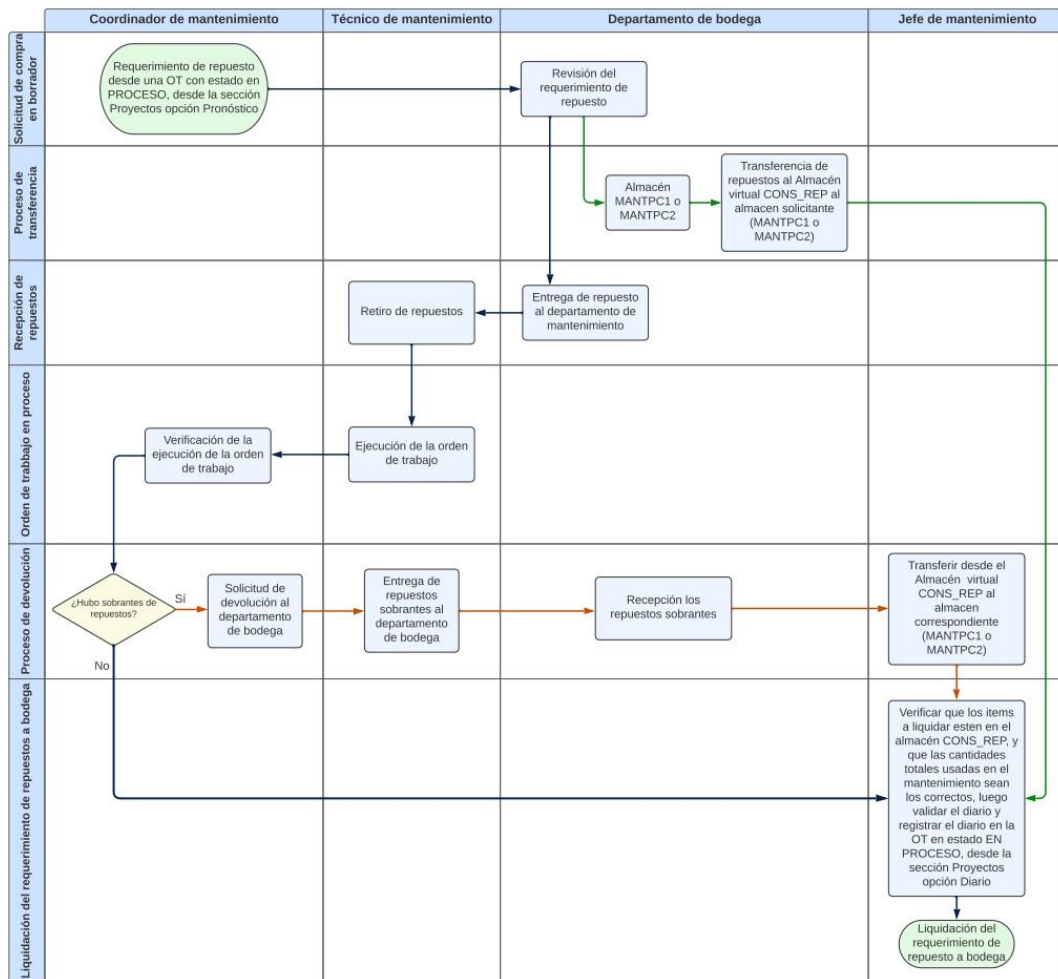 Coordinador de mantenimiento
Técnico de mantenimiento
Departamento de bodega
Jefe de mantenimiento
Solicitud de compra
en borrador
Requerimiento de repuesto
desde una OT con estado en
PROCESO, desde la sección
Proyectos opción Pronóstico
Revisión del
requerimiento de
repuesto
Proceso de
transferencia
Almacén
MANTPC1 o
MANTPC2
Transferencia de
repuestos al Almacén
virtual CONS_REP al
almacen solicitante
(MANTPC1 o
MANTPC2)
Recepción de
repuestos
Retiro de repuestos
Entrega de repuesto
al departamento de
mantenimiento
Orden de trabbajo en proceso
Verificación de la
ejecución de la orden
de trabajo
Ejecución de la orden
de trabajo
Proceso de devolución
¿Hubo sobrantes de
repuestos?
Sí
No
Solicitud de
devolución al
departamento
de bodega
Entrega de
repuestos
sobrantes al
departamento
de bodega
Recepción los
repuestos sobrantes
Transferir desde el
Almacén virtual
CONS_REP al
almacen
correspondiente
(MANTPC1 o
MANTPC2)
Liquidación del requerimiento de repuestos a bodega
Verificar que los items
a liquidar esten en el
almacén CONS_REP, y
que las cantidades
totales usadas en el
mantenimiento sean
los correctos, luego
validar el diario y
registrar el diario en la
OT en estado EN
PROCESO, desde la
sección Proyectos
opción Diario
Liquidación del
requerimiento de
repuesto a bodega